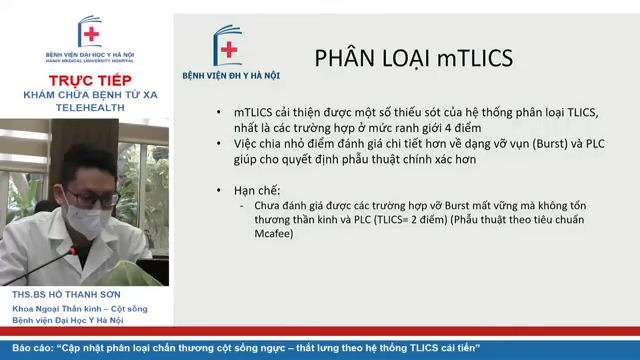 BỆNH VIỆN ĐẠI HỌC Y HÀ NỘI
HANOI MEDICAL UNIVERSITY HOSPITAL
TRỰC TIẾP
KHÁM CHỮA BỆNH TỪ XA
TELEHEALTH
BỆNH VIỆN ĐH Y HÀ NỘI
PHÂN LOẠI mTLICS
• mTLICS cải thiện được một số thiếu sót của hệ thống phân loại TLICS,
nhất là các trường hợp ở mức ranh giới 4 điểm
• Việc chia nhỏ điểm đánh giá chi tiết hơn về dạng vỡ vụn (Burst) và PLC
giúp cho quyết định phẫu thuật chính xác hơn
• Hạn chế:
- Chưa đánh giá được các trường hợp vỡ Burst mất vững mà không tổn
thương thần kinh và PLC (TLICS= 2 điểm) (Phẫu thuật theo tiêu chuẩn
Mcafee)
THS.BS HỒ THANH SƠN
Khoa Ngoại Thần kinh – Cột sống
Bệnh viện Đại Học Y Hà Nội
Báo cáo: “Cập nhật phân loại chấn thương cột sống ngực – thắt lưng theo hệ thống TLICS cải tiến”